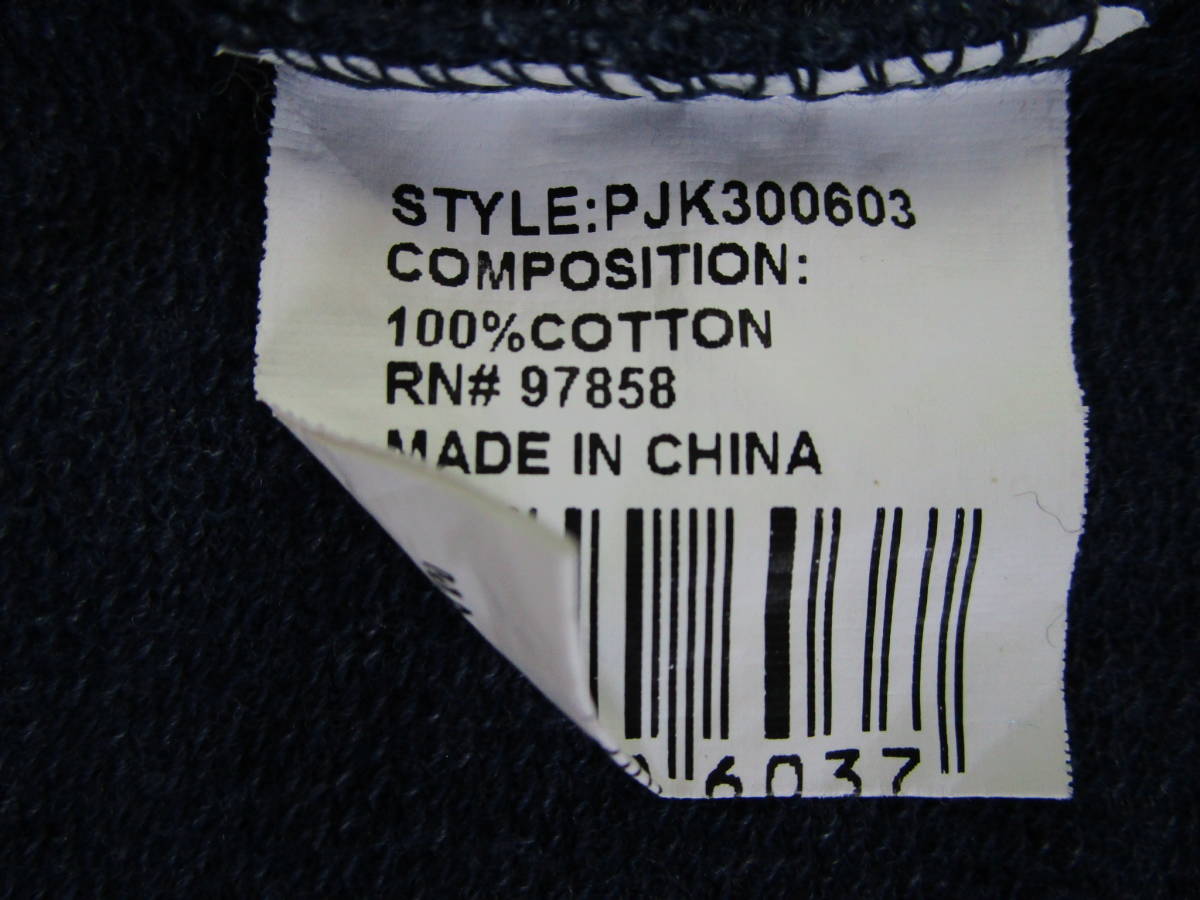 STYLE:PJK300603
COMPOSITION:
100%COTTON
RN# 97858
MADE IN CHINA
6037